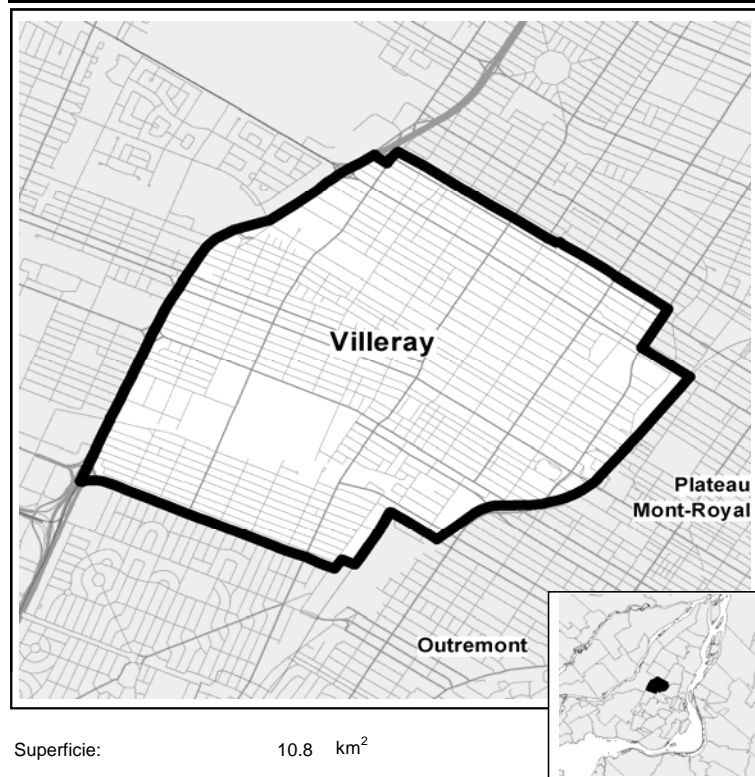 Villeray
Plateau
Mont-Royal
Outremont
Superficie: 10.8 km²